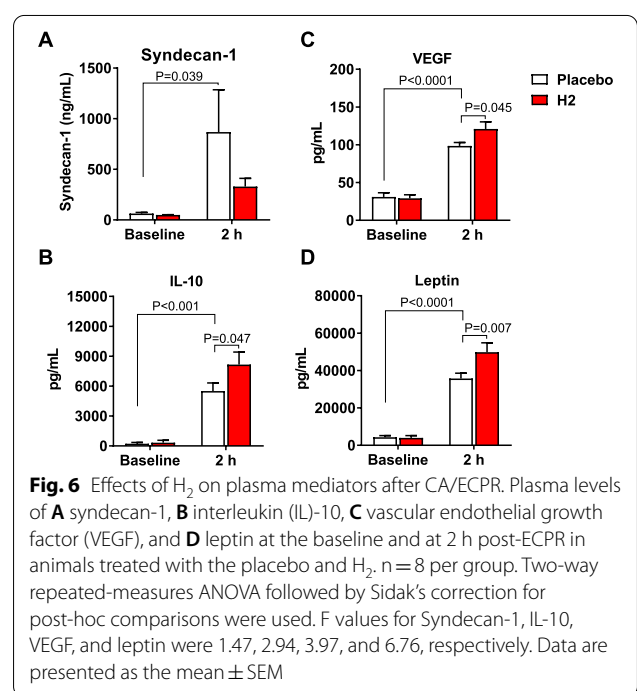 A
Syndecan-1
Syndecan-1 (ng/mL)
1500
1000
500
0
P=0.039
Baseline 2 h
C
VEGF
pg/mL
200
150
100
50
0
P<0.0001
P=0.045
Baseline 2 h
Placebo
H2
B
IL-10
pg/mL
15000
12000
9000
6000
3000
0
P<0.001
P=0.047
Baseline 2 h
D
Leptin
pg/mL
80000
60000
40000
20000
0
P<0.0001
P=0.007
Baseline 2 h
Fig. 6 Effects of H₂ on plasma mediators after CA/ECPR. Plasma levels
of A syndecan-1, B interleukin (IL)-10, C vascular endothelial growth
factor (VEGF), and D leptin at the baseline and at 2 h post-ECPR in
animals treated with the placebo and H₂. n = 8 per group. Two-way
repeated-measures ANOVA followed by Sidak’s correction for
post-hoc comparisons were used. F values for Syndecan-1, IL-10,
VEGF, and leptin were 1.47, 2.94, 3.97, and 6.76, respectively. Data are
presented as the mean ± SEM